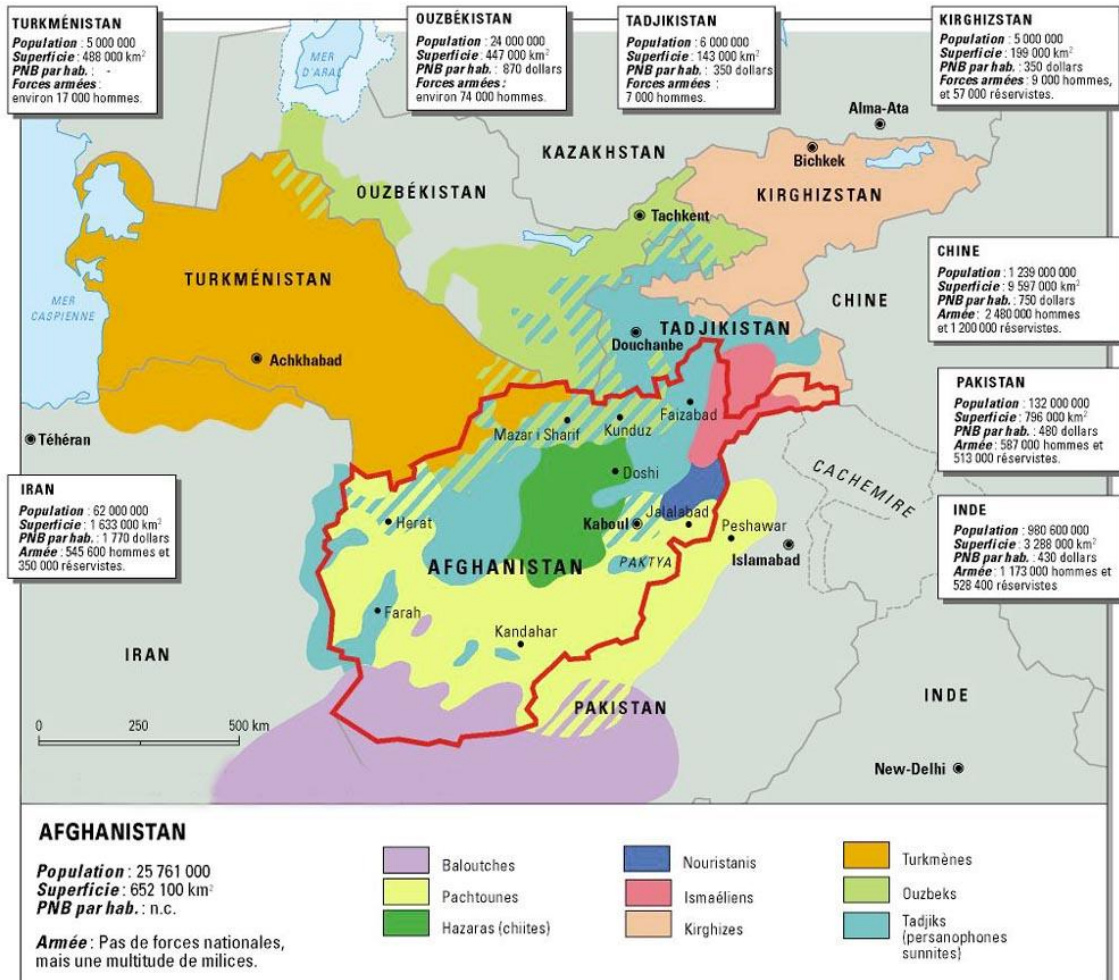 TURKMÉNISTAN
Population : 5 000 000
Superficie : 488 000 km²
PNB par hab. : -
Forces armées :
environ 17 000 hommes.
OUZBÉKISTAN
Population : 24 000 000
Superficie : 447 000 km²
PNB par hab. : 870 dollars
Forces armées :
environ 74 000 hommes.
TADJIKISTAN
Population : 6 000 000
Superficie : 143 000 km²
PNB par hab. : 350 dollars
Forces armées :
7 000 hommes.
KIRGHIZSTAN
Population : 5 000 000
Superficie : 199 000 km²
PNB par hab. : 350 dollars
Forces armées : 9 000 hommes,
et 57 000 réservistes.
MER
D'ARAL
Alma-Ata
Bichkek
KAZAKHSTAN
OUZBÉKISTAN
KIRGHIZSTAN
Tachkent
TURKMÉNISTAN
MER
CASPIENNE
CHINE
CHINE
Population : 1 239 000 000
Superficie : 9 597 000 km²
PNB par hab. : 750 dollars
Armée : 2 480 000 hommes
et 1 200 000 réservistes.
TADJIKISTAN
Douchanbe
Achkhabad
PAKISTAN
Population : 132 000 000
Superficie : 796 000 km²
PNB par hab. : 480 dollars
Armée : 587 000 hommes et
513 000 réservistes.
Téhéran
Mazar i Sharif
Kunduz
Faizabad
Doshi
CACHEMIRE
IRAN
Population : 62 000 000
Superficie : 1 633 000 km²
PNB par hab. : 1 770 dollars
Armée : 545 600 hommes et
350 000 réservistes.
INDE
Population : 980 600 000
Superficie : 3 288 000 km²
PNB par hab. : 430 dollars
Armée : 1 173 000 hommes et
528 400 réservistes
Herat
Kaboul
Jalalabad
Peshawar
Islamabad
AFGHANISTAN
PAKTYA
Farah
Kandahar
IRAN
PAKISTAN
INDE
0 250 500 km
New-Delhi
AFGHANISTAN
Population : 25 761 000
Superficie : 652 100 km²
PNB par hab. : n.c.
Armée : Pas de forces nationales,
mais une multitude de milices.
Baloutches
Pachtounes
Hazaras (chiites)
Nouristanis
Ismaéliens
Kirghizes
Turkmènes
Ouzbeks
Tadjiks
(persanophones
sunnites)